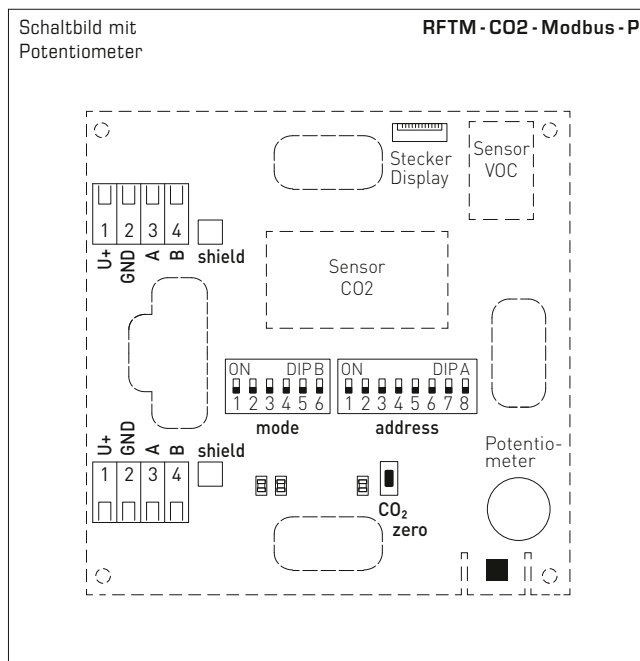 Schaltbild mit
Potentiometer
RFTM - CO2 - Modbus - P
Stecker
Display
Sensor
VOC
1 2 3 4
U+ GND A B shield
Sensor
CO2
ON DIP B
1 2 3 4 5 6
mode
ON DIP A
1 2 3 4 5 6 7 8
address
U+ GND A B shield
1 2 3 4
Potentio-
meter
CO₂
zero